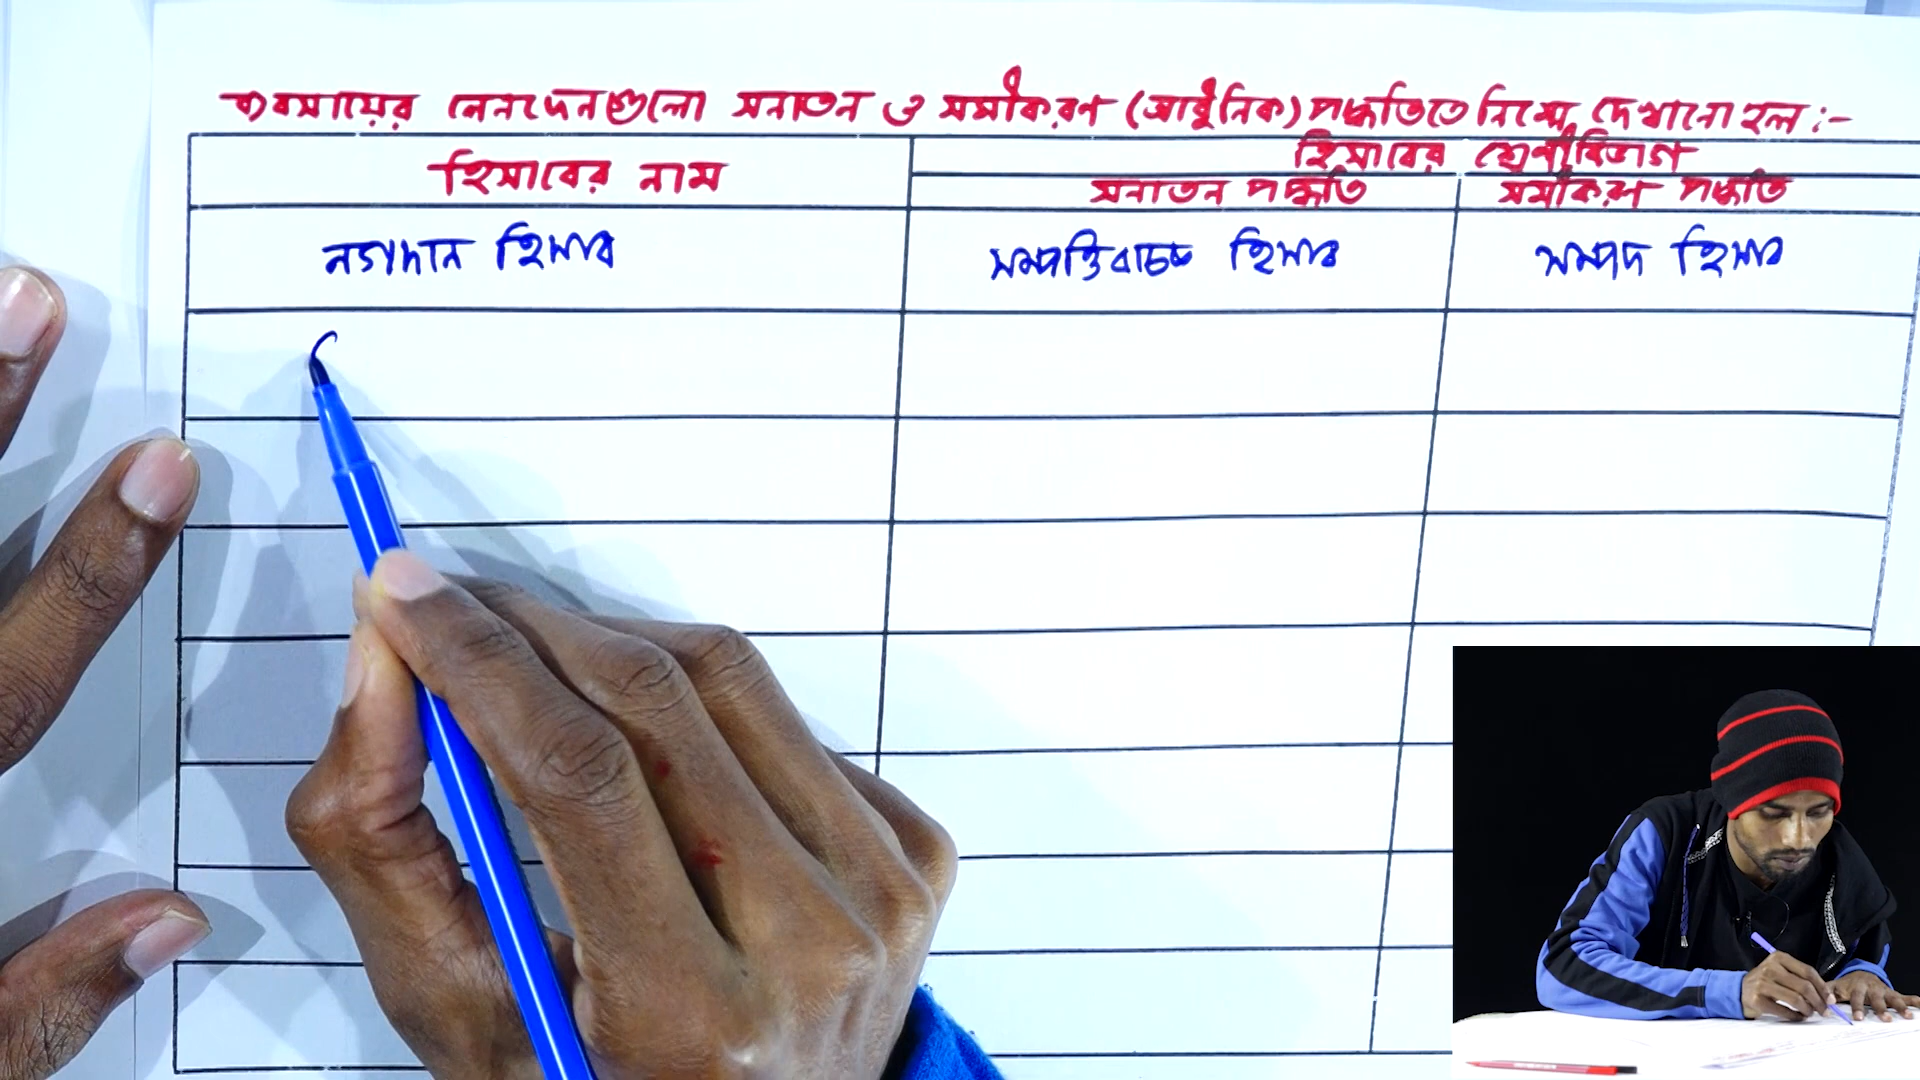 ব্যবসায়ের লেনদেনগুলো সনাতন ও সমীকরণ (আধুনিক) পদ্ধতিতে নিম্মে দেখানো হল :-
হিসাবের নাম
হিসাবের শ্রেণীবিভাগ
সনাতন পদ্ধতি
সমীকরণ পদ্ধতি
নগদান হিসাব
সম্পত্তিবাচক হিসাব
সম্পদ হিসাব